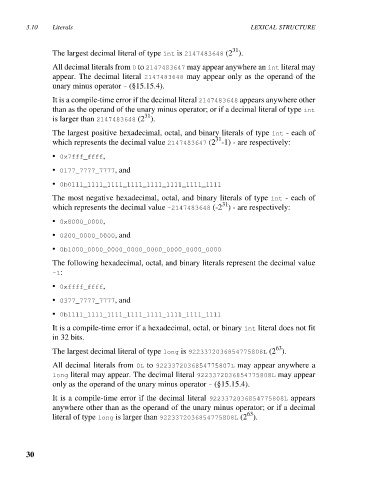 3.10 Literals LEXICAL STRUCTURE
The largest decimal literal of type int is 2147483648 (2^31).
All decimal literals from 0 to 2147483647 may appear anywhere an int literal may
appear. The decimal literal 2147483648 may appear only as the operand of the
unary minus operator - (§15.15.4).
It is a compile-time error if the decimal literal 2147483648 appears anywhere other
than as the operand of the unary minus operator; or if a decimal literal of type int
is larger than 2147483648 (2^31).
The largest positive hexadecimal, octal, and binary literals of type int - each of
which represents the decimal value 2147483647 (2^31-1) - are respectively:
• 0x7fff_ffff,
• 0177_7777_7777, and
• 0b0111_1111_1111_1111_1111_1111_1111_1111
The most negative hexadecimal, octal, and binary literals of type int - each of
which represents the decimal value -2147483648 (-2^31) - are respectively:
• 0x8000_0000,
• 0200_0000_0000, and
• 0b1000_0000_0000_0000_0000_0000_0000_0000
The following hexadecimal, octal, and binary literals represent the decimal value
-1:
• 0xffff_ffff,
• 0377_7777_7777, and
• 0b1111_1111_1111_1111_1111_1111_1111_1111
It is a compile-time error if a hexadecimal, octal, or binary int literal does not fit
in 32 bits.
The largest decimal literal of type long is 9223372036854775808L (2^63).
All decimal literals from 0L to 9223372036854775807L may appear anywhere a
long literal may appear. The decimal literal 9223372036854775808L may appear
only as the operand of the unary minus operator - (§15.15.4).
It is a compile-time error if the decimal literal 9223372036854775808L appears
anywhere other than as the operand of the unary minus operator; or if a decimal
literal of type long is larger than 9223372036854775808L (2^63).
30